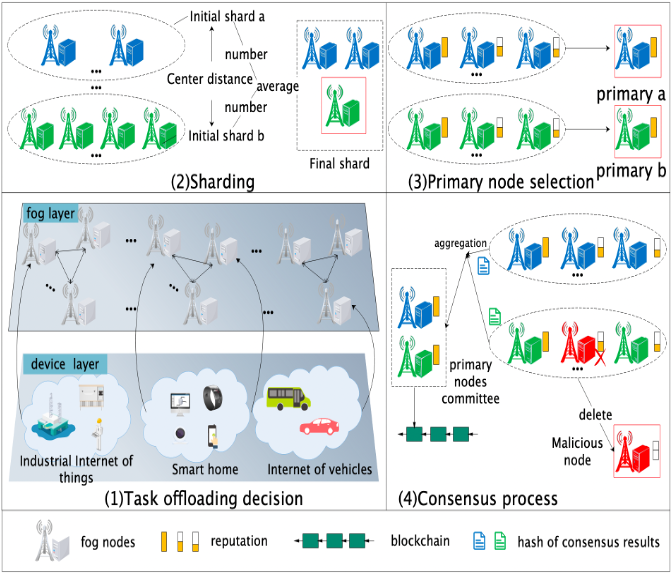 Initial shard a
number
Center distance
average
number
Initial shard b
Final shard
(2)Sharding
primary a
primary b
(3)Primary node selection
fog layer
device layer
Industrial Internet of
things
Smart home
Internet of vehicles
(1)Task offloading decision
aggregation
primary
nodes
committee
delete
Malicious
node
(4)Consensus process
fog nodes
reputation
blockchain
hash of consensus results